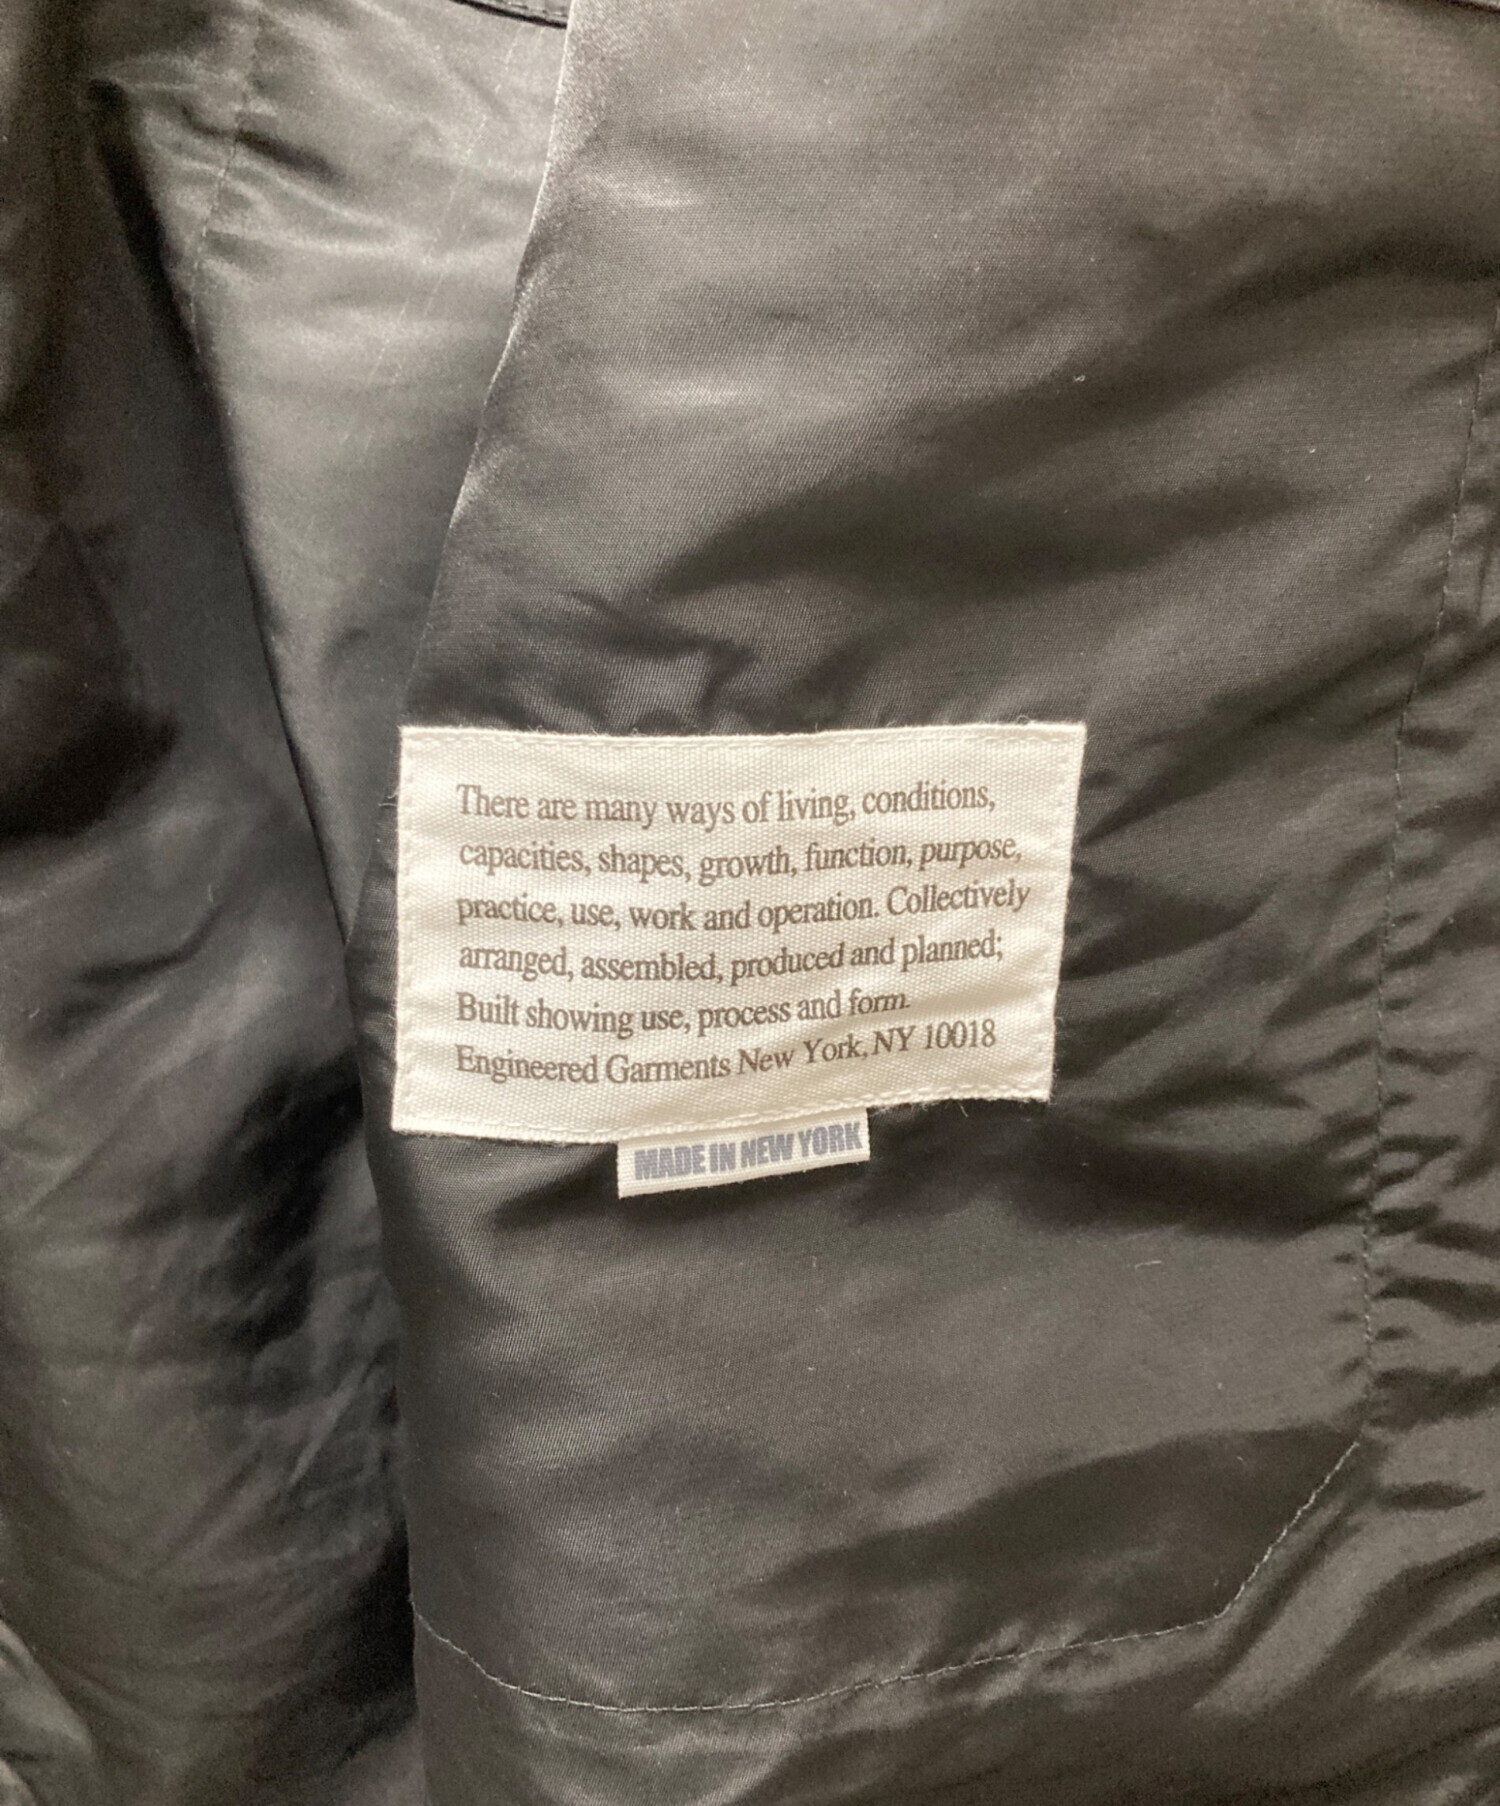 There are many ways of living, conditions,
capacities, shapes, growth, function, purpose,
practice, use, work and operation. Collectively
arranged, assembled, produced and planned;
Built showing use, process and form.
Engineered Garments New York, NY 10018
MADE IN NEW YORK